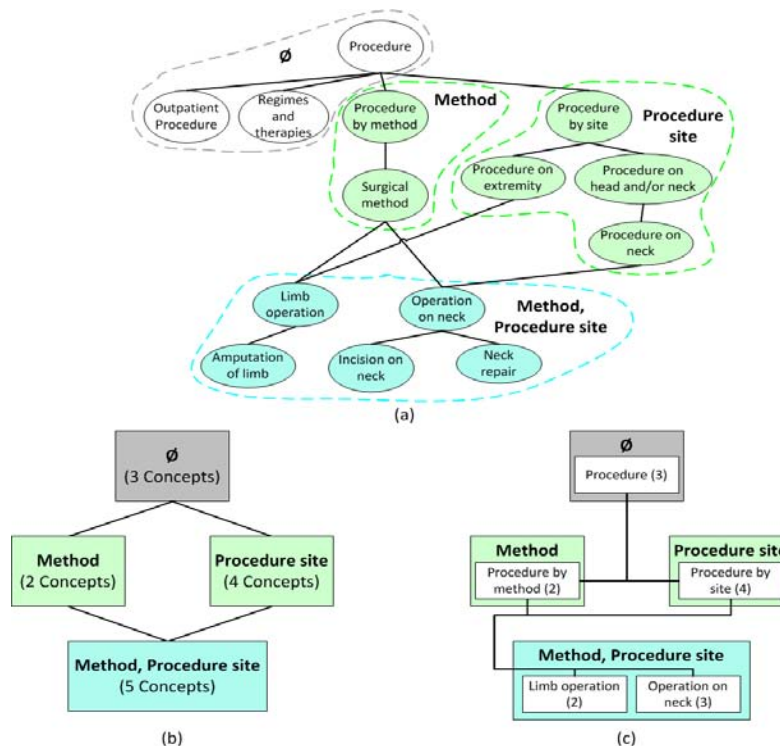 Ø
Procedure
Outpatient
Procedure
Regimes
and
therapies
Procedure
by method
Method
Procedure
by site
Procedure
site
Surgical
method
Procedure on
extremity
Procedure on
head and/or neck
Procedure on
neck
Limb
operation
Operation
on neck
Method,
Procedure site
Amputation
of limb
Incision on
neck
Neck
repair
(a)
Ø
(3 Concepts)
Method
(2 Concepts)
Procedure site
(4 Concepts)
Method, Procedure site
(5 Concepts)
(b)
Ø
Procedure (3)
Method
Procedure by
method (2)
Procedure site
Procedure by
site (4)
Method, Procedure site
Limb operation
(2)
Operation on
neck (3)
(c)